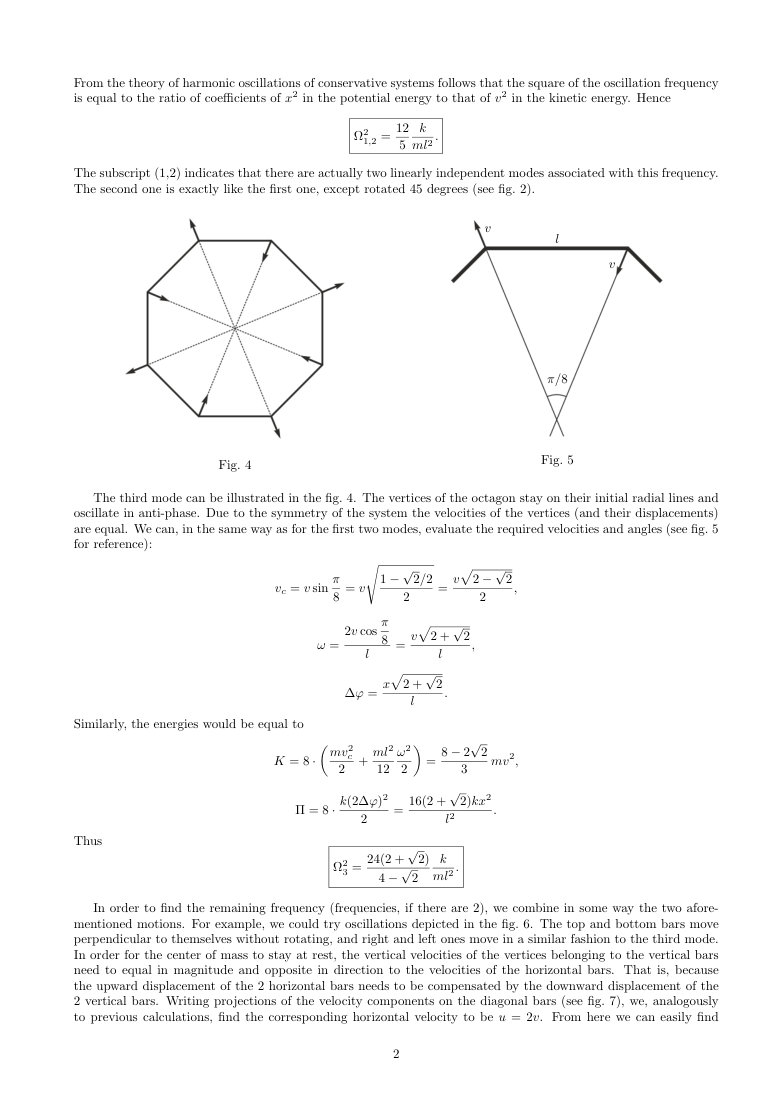 From the theory of harmonic oscillations of conservative systems follows that the square of the oscillation frequency
is equal to the ratio of coefficients of x² in the potential energy to that of v² in the kinetic energy. Hence
Ω²₁,₂ = 12/5 k/ml².
The subscript (1,2) indicates that there are actually two linearly independent modes associated with this frequency.
The second one is exactly like the first one, except rotated 45 degrees (see fig. 2).
v
l
v
π/8
Fig. 4
Fig. 5
The third mode can be illustrated in the fig. 4. The vertices of the octagon stay on their initial radial lines and
oscillate in anti-phase. Due to the symmetry of the system the velocities of the vertices (and their displacements)
are equal. We can, in the same way as for the first two modes, evaluate the required velocities and angles (see fig. 5
for reference):
v_c = v sin π/8 = v√((1 − √2/2)/2) = v√(2 − √2)/2,
ω = 2v cos π/8 / l = v√(2 + √2)/l,
Δφ = x√(2 + √2)/l.
Similarly, the energies would be equal to
K = 8 · (mv_c²/2 + ml²/12 ω²/2) = (8 − 2√2)/3 mv²,
Π = 8 · k(2Δφ)²/2 = 16(2 + √2)kx²/l².
Thus
Ω²₃ = 24(2 + √2)/(4 − √2) k/ml².
In order to find the remaining frequency (frequencies, if there are 2), we combine in some way the two afore-
mentioned motions. For example, we could try oscillations depicted in the fig. 6. The top and bottom bars move
perpendicular to themselves without rotating, and right and left ones move in a similar fashion to the third mode.
In order for the center of mass to stay at rest, the vertical velocities of the vertices belonging to the vertical bars
need to equal in magnitude and opposite in direction to the velocities of the horizontal bars. That is, because
the upward displacement of the 2 horizontal bars needs to be compensated by the downward displacement of the
2 vertical bars. Writing projections of the velocity components on the diagonal bars (see fig. 7), we, analogously
to previous calculations, find the corresponding horizontal velocity to be u = 2v. From here we can easily find
2